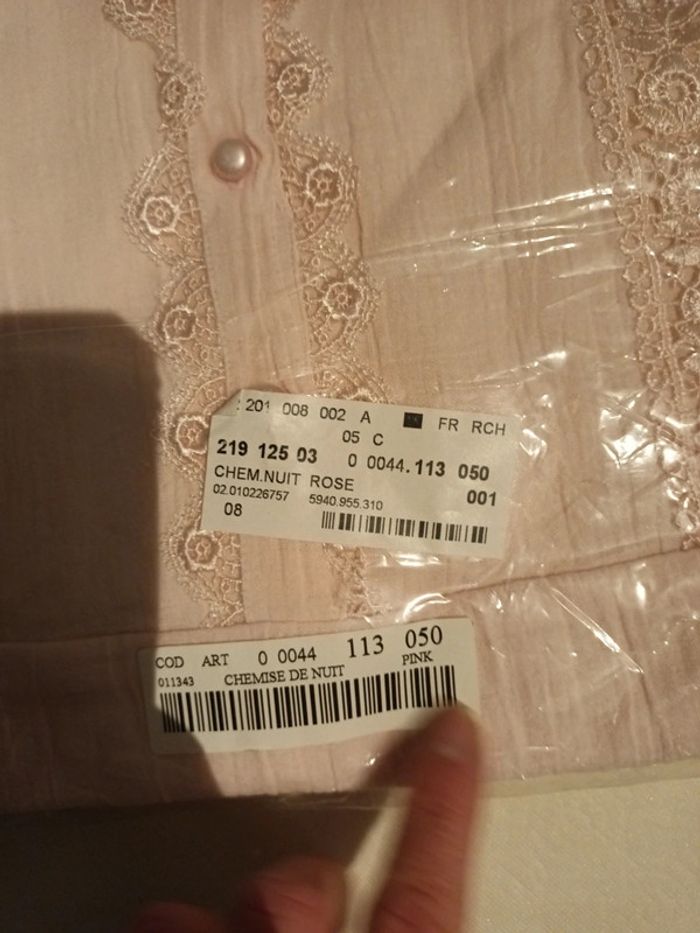 : 201 008 002 A FR RCH
05 C
219 125 03 0 0044.113 050
CHEM.NUIT ROSE 001
02.010226757 5940.955.310
08
COD ART 0 0044 113 050
011343 CHEMISE DE NUIT PINK